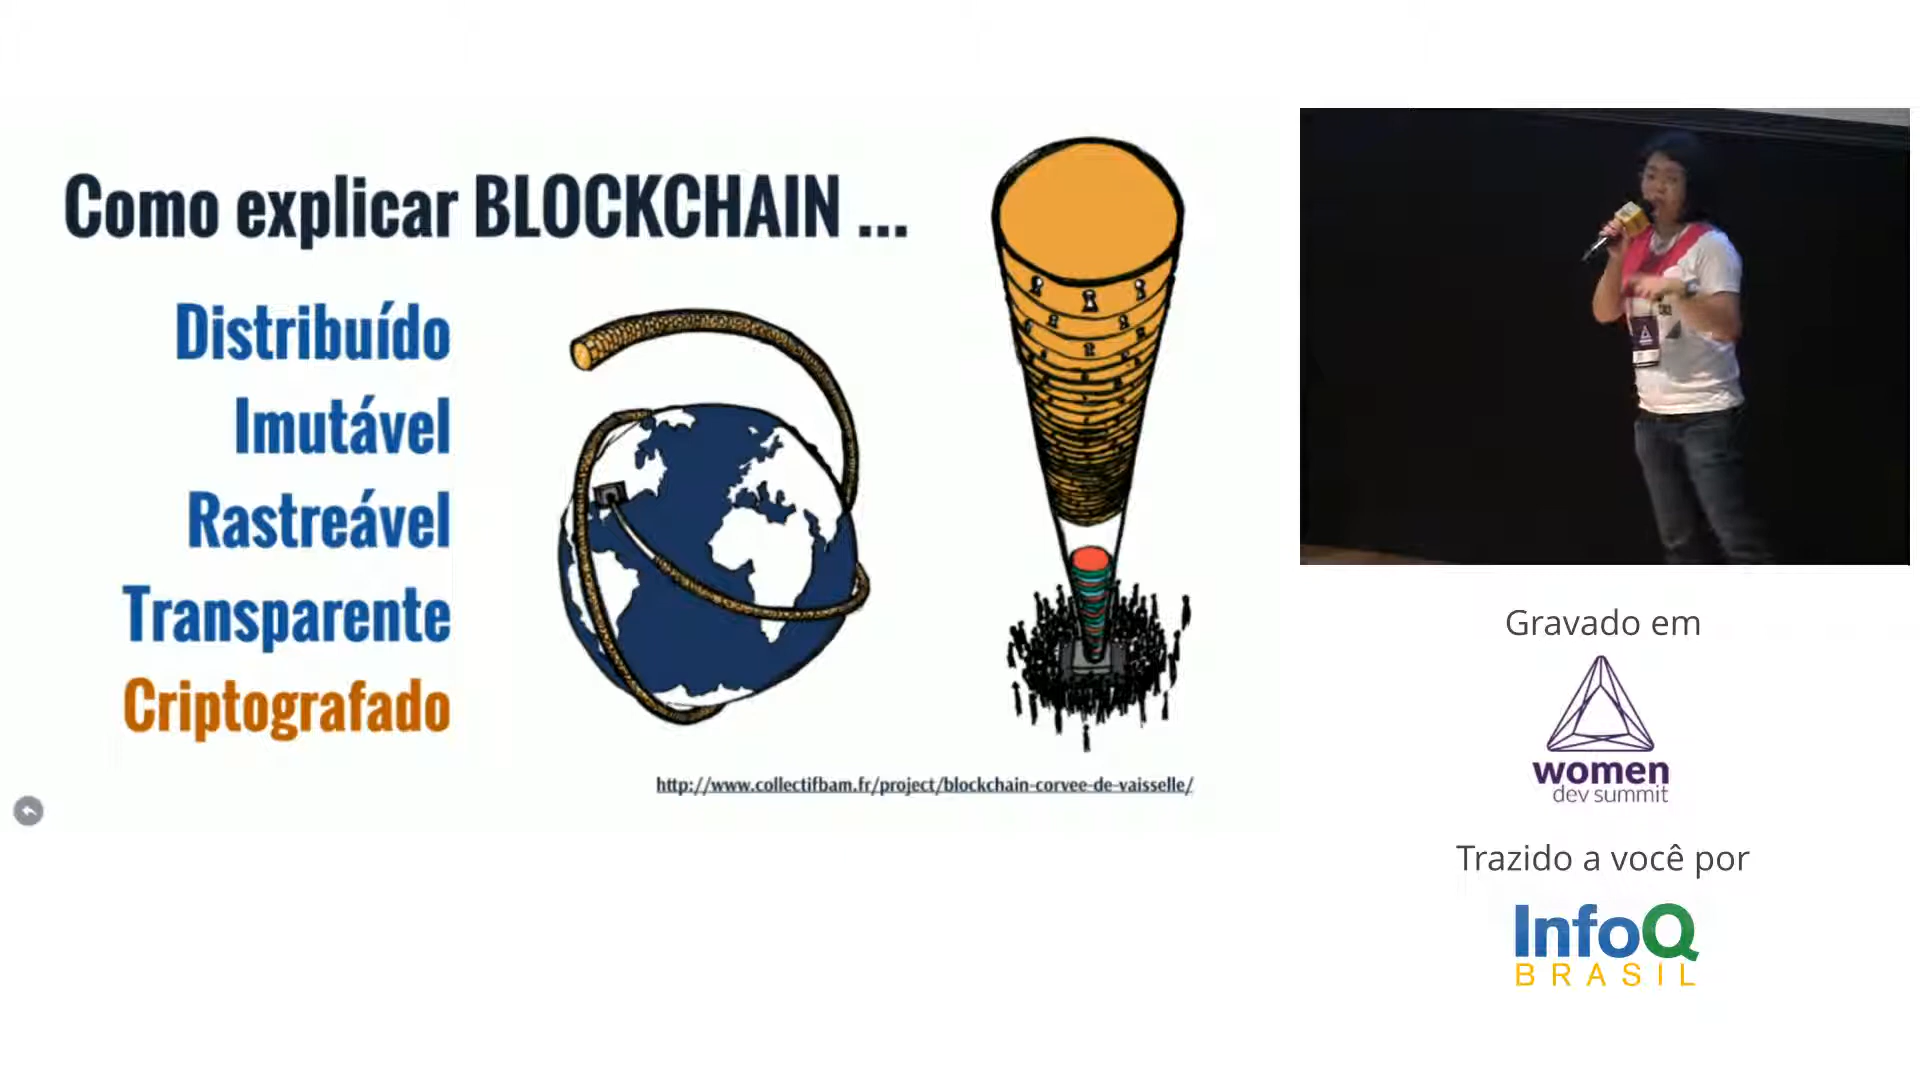 Como explicar BLOCKCHAIN ...
Distribuído
Imutável
Rastreável
Transparente
Criptografado
http://www.collectifbam.fr/project/blockchain-corvee-de-vaisselle/
Gravado em
women
dev summit
Trazido a você por
InfoQ
BRASIL